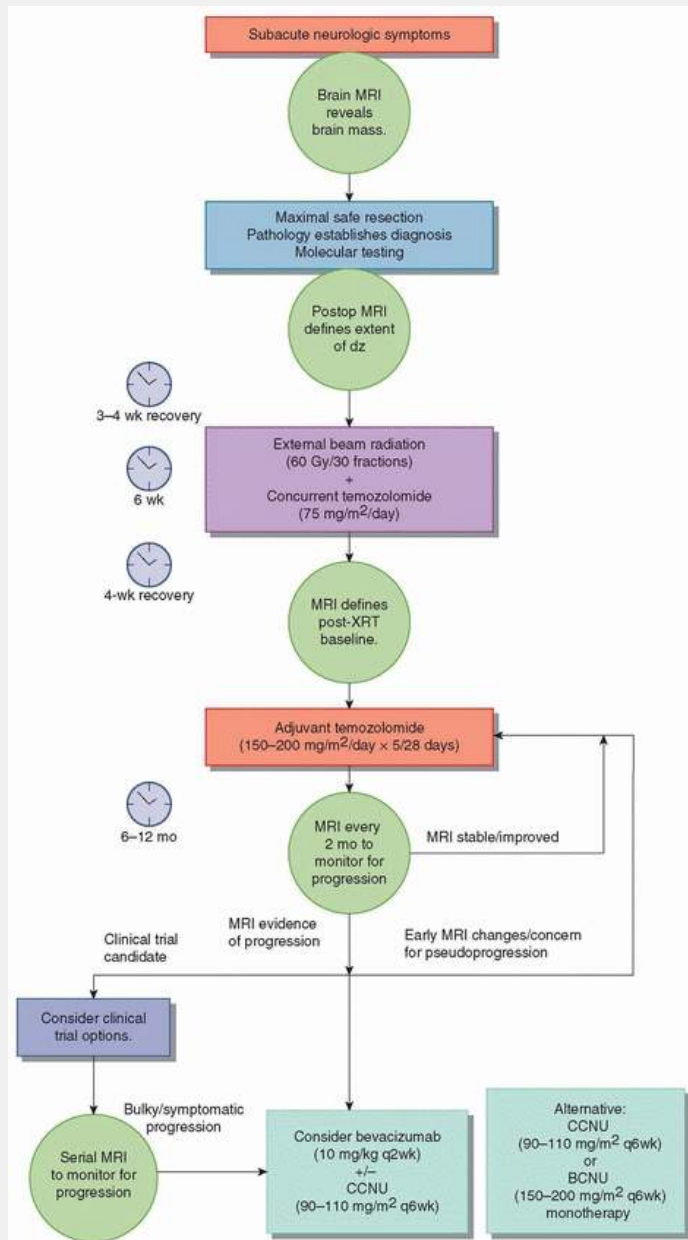 Subacute neurologic symptoms
Brain MRI
reveals
brain mass.
Maximal safe resection
Pathology establishes diagnosis
Molecular testing
Postop MRI
defines extent
of dz
3–4 wk recovery
External beam radiation
(60 Gy/30 fractions)
+
Concurrent temozolomide
(75 mg/m²/day)
6 wk
4-wk recovery
MRI defines
post-XRT
baseline.
Adjuvant temozolomide
(150–200 mg/m²/day × 5/28 days)
6–12 mo
MRI every
2 mo to
monitor for
progression
MRI stable/improved
MRI evidence
of progression
Early MRI changes/concern
for pseudoprogression
Clinical trial
candidate
Consider clinical
trial options.
Bulky/symptomatic
progression
Serial MRI
to monitor for
progression
Consider bevacizumab
(10 mg/kg q2wk)
+/–
CCNU
(90–110 mg/m² q6wk)
Alternative:
CCNU
(90–110 mg/m² q6wk)
or
BCNU
(150–200 mg/m² q6wk)
monotherapy